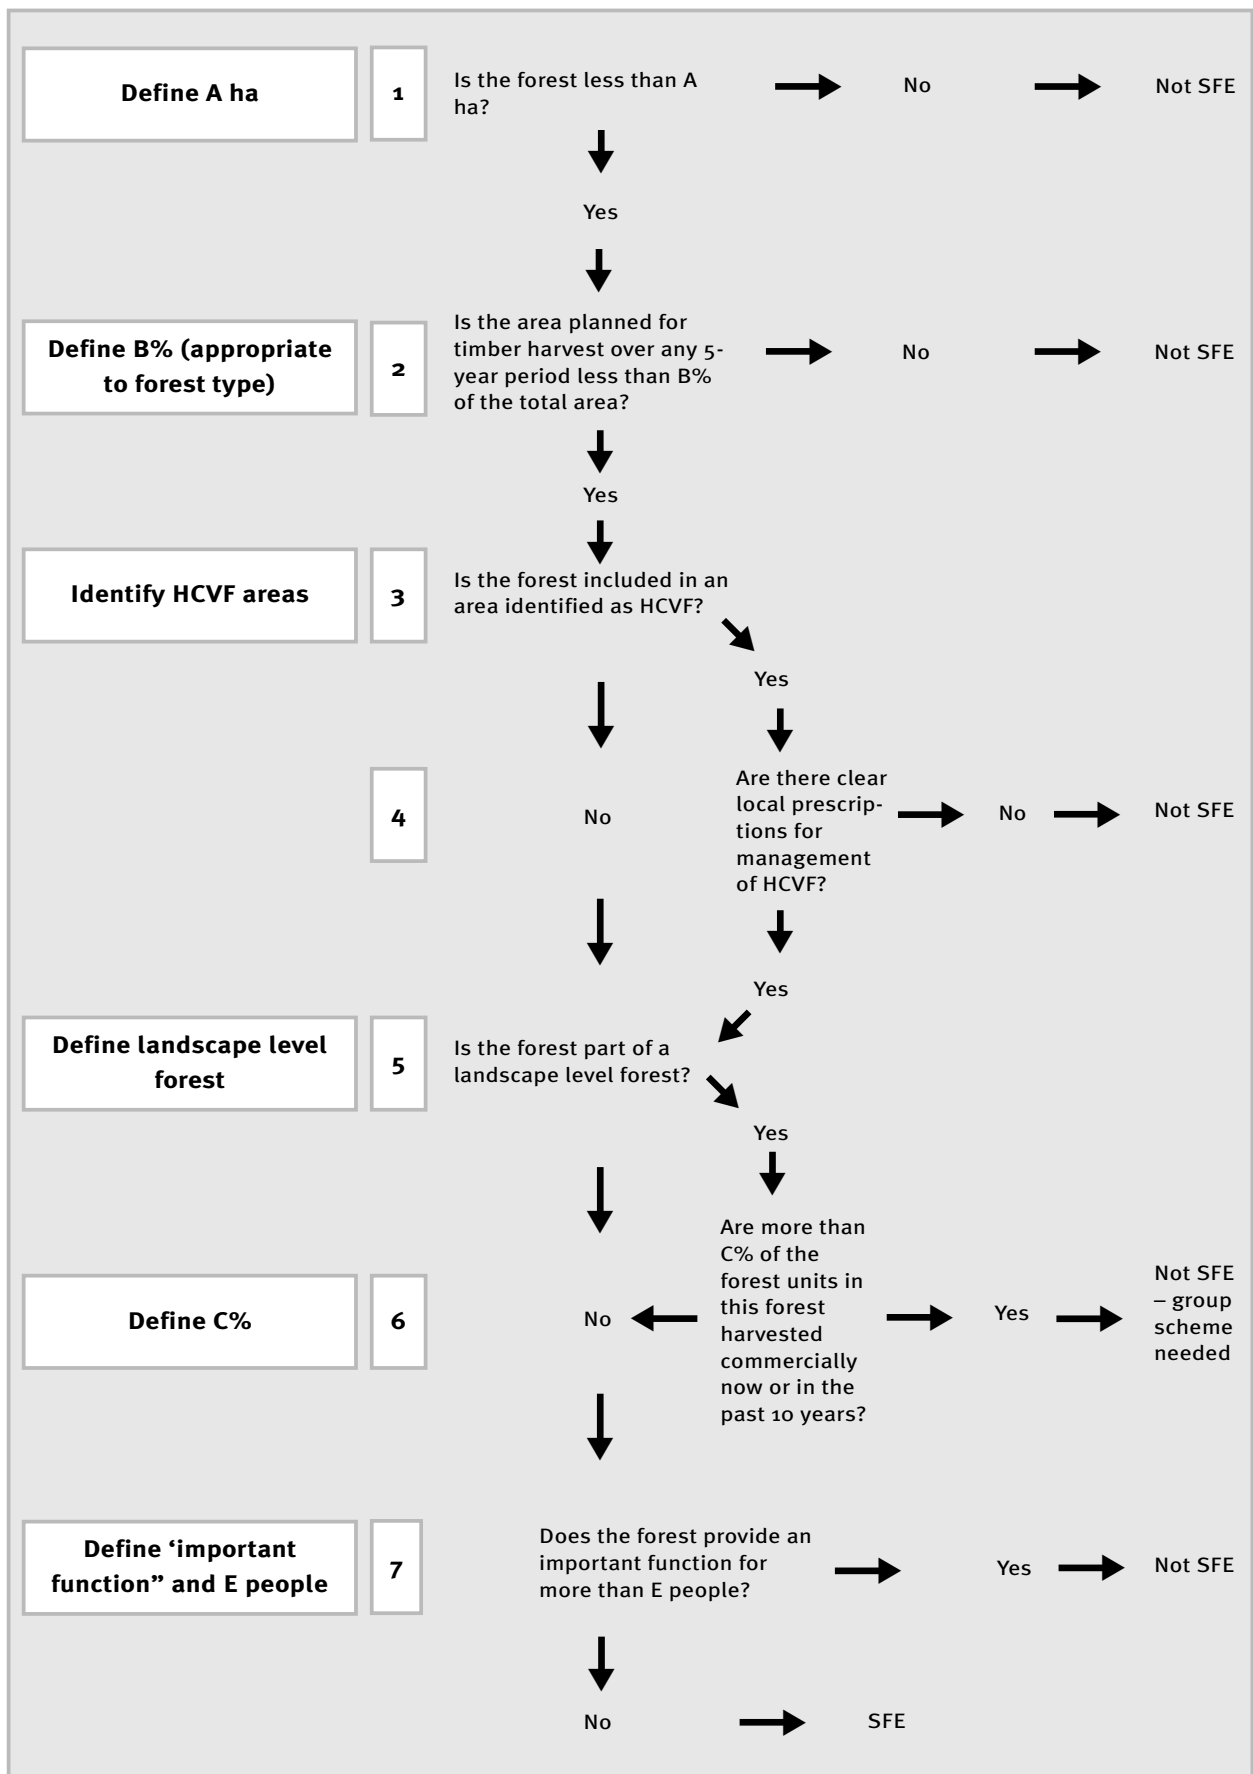 Define A ha
1
Is the forest less than A
ha?
No
Not SFE
Yes
Define B% (appropriate
to forest type)
2
Is the area planned for
timber harvest over any 5-
year period less than B%
of the total area?
No
Not SFE
Yes
Identify HCVF areas
3
Is the forest included in an
area identified as HCVF?
Yes
4
No
Are there clear
local prescrip-
tions for
management
of HCVF?
No
Not SFE
Yes
Define landscape level
forest
5
Is the forest part of a
landscape level forest?
Yes
Define C%
6
No
Are more than
C% of the
forest units in
this forest
harvested
commercially
now or in the
past 10 years?
Yes
Not SFE
– group
scheme
needed
Define ‘important
function” and E people
7
Does the forest provide an
important function for
more than E people?
Yes
Not SFE
No
SFE